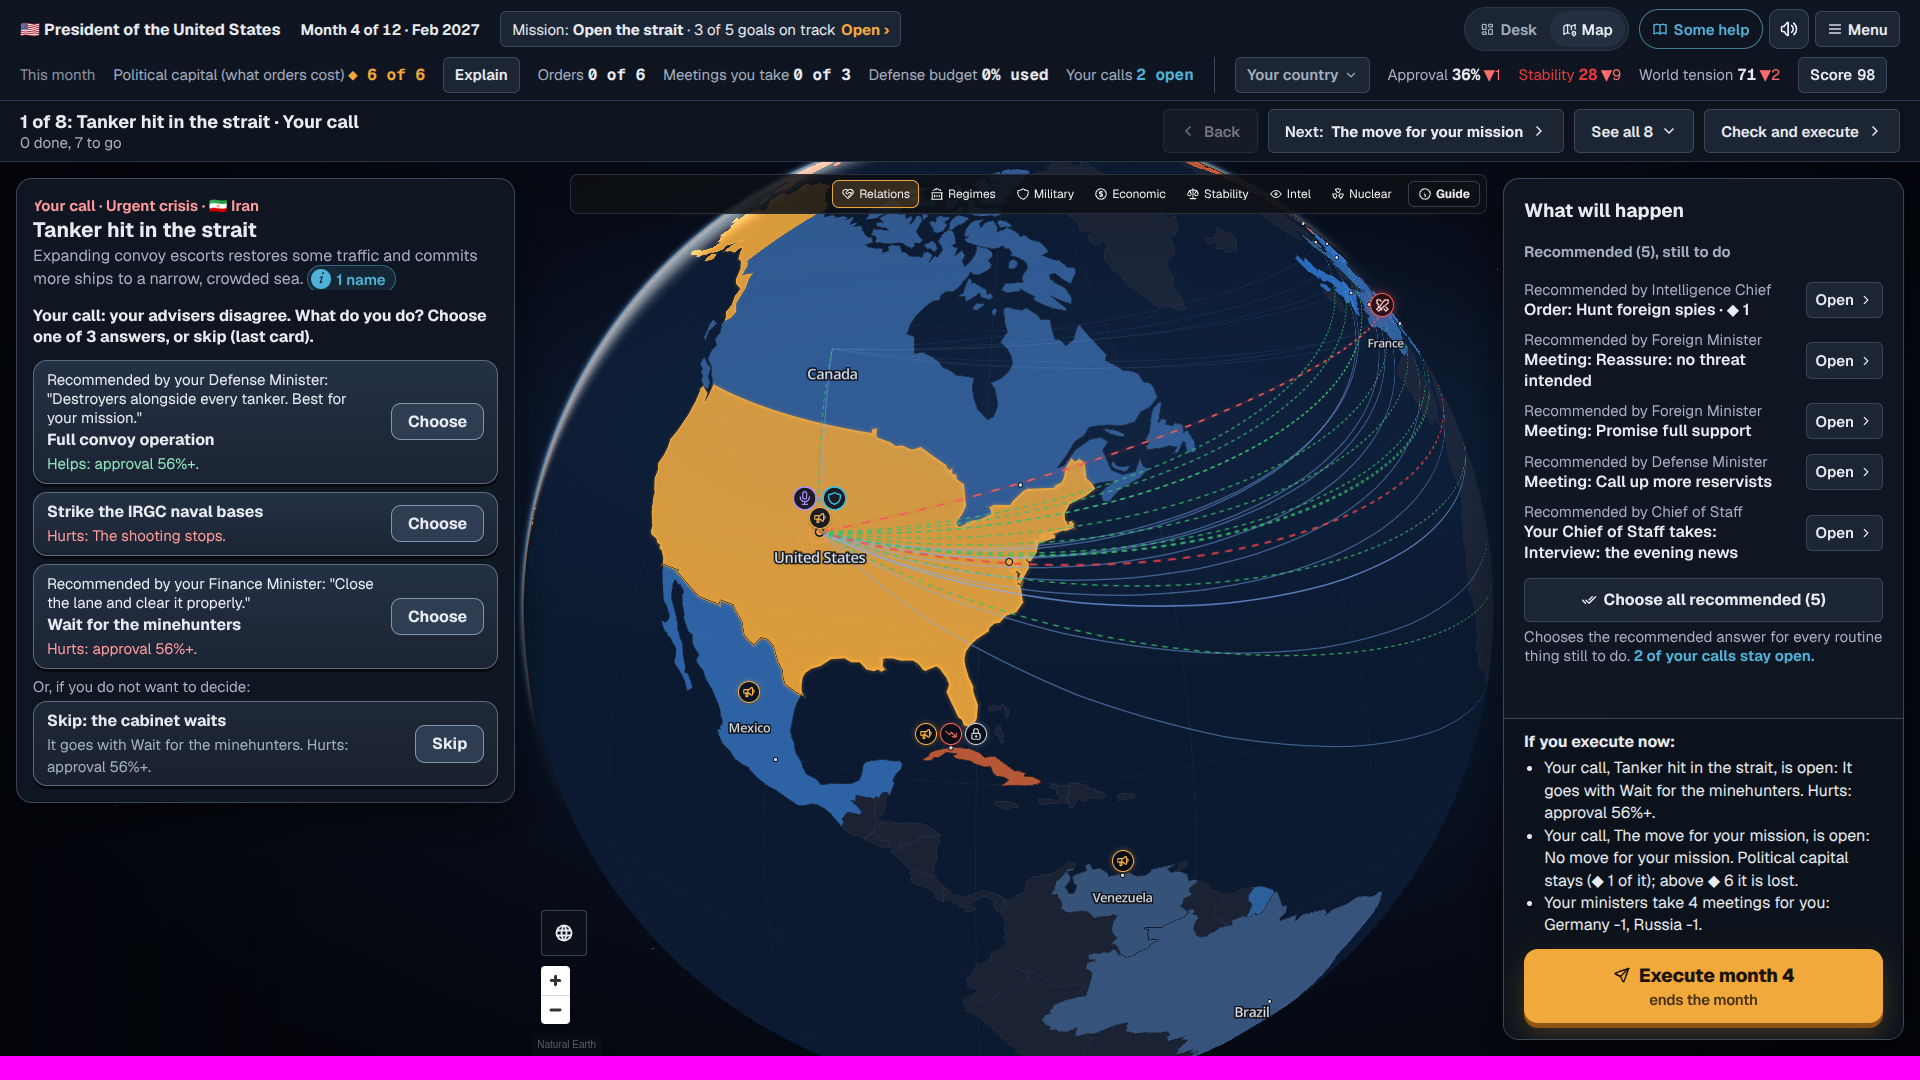 🇺🇸 President of the United States
Month 4 of 12 · Feb 2027
Mission: Open the strait · 3 of 5 goals on track Open ›
Desk
Map
Some help
Menu
This month
Political capital (what orders cost) ◆ 6 of 6
Explain
Orders 0 of 6
Meetings you take 0 of 3
Defense budget 0% used
Your calls 2 open
Your country
Approval 36% ▼1
Stability 28 ▼9
World tension 71 ▼2
Score 98
1 of 8: Tanker hit in the strait · Your call
0 done, 7 to go
Back
Next: The move for your mission
See all 8
Check and execute
Your call · Urgent crisis · 🇮🇷 Iran
Tanker hit in the strait
Expanding convoy escorts restores some traffic and commits
more ships to a narrow, crowded sea. i 1 name
Your call: your advisers disagree. What do you do? Choose
one of 3 answers, or skip (last card).
Recommended by your Defense Minister:
"Destroyers alongside every tanker. Best for
your mission."
Full convoy operation
Helps: approval 56%+.
Choose
Strike the IRGC naval bases
Hurts: The shooting stops.
Choose
Recommended by your Finance Minister: "Close
the lane and clear it properly."
Wait for the minehunters
Hurts: approval 56%+.
Choose
Or, if you do not want to decide:
Skip: the cabinet waits
It goes with Wait for the minehunters. Hurts:
approval 56%+.
Skip
Relations
Regimes
Military
Economic
Stability
Intel
Nuclear
Guide
France
Canada
United States
Mexico
Venezuela
Brazil
+
−
Natural Earth
What will happen
Recommended (5), still to do
Recommended by Intelligence Chief
Order: Hunt foreign spies · ◆ 1
Open
Recommended by Foreign Minister
Meeting: Reassure: no threat
intended
Open
Recommended by Foreign Minister
Meeting: Promise full support
Open
Recommended by Defense Minister
Meeting: Call up more reservists
Open
Recommended by Chief of Staff
Your Chief of Staff takes:
Interview: the evening news
Open
Choose all recommended (5)
Chooses the recommended answer for every routine
thing still to do. 2 of your calls stay open.
If you execute now:
• Your call, Tanker hit in the strait, is open: It
goes with Wait for the minehunters. Hurts:
approval 56%+.
• Your call, The move for your mission, is open:
No move for your mission. Political capital
stays (◆ 1 of it); above ◆ 6 it is lost.
• Your ministers take 4 meetings for you:
Germany -1, Russia -1.
Execute month 4
ends the month